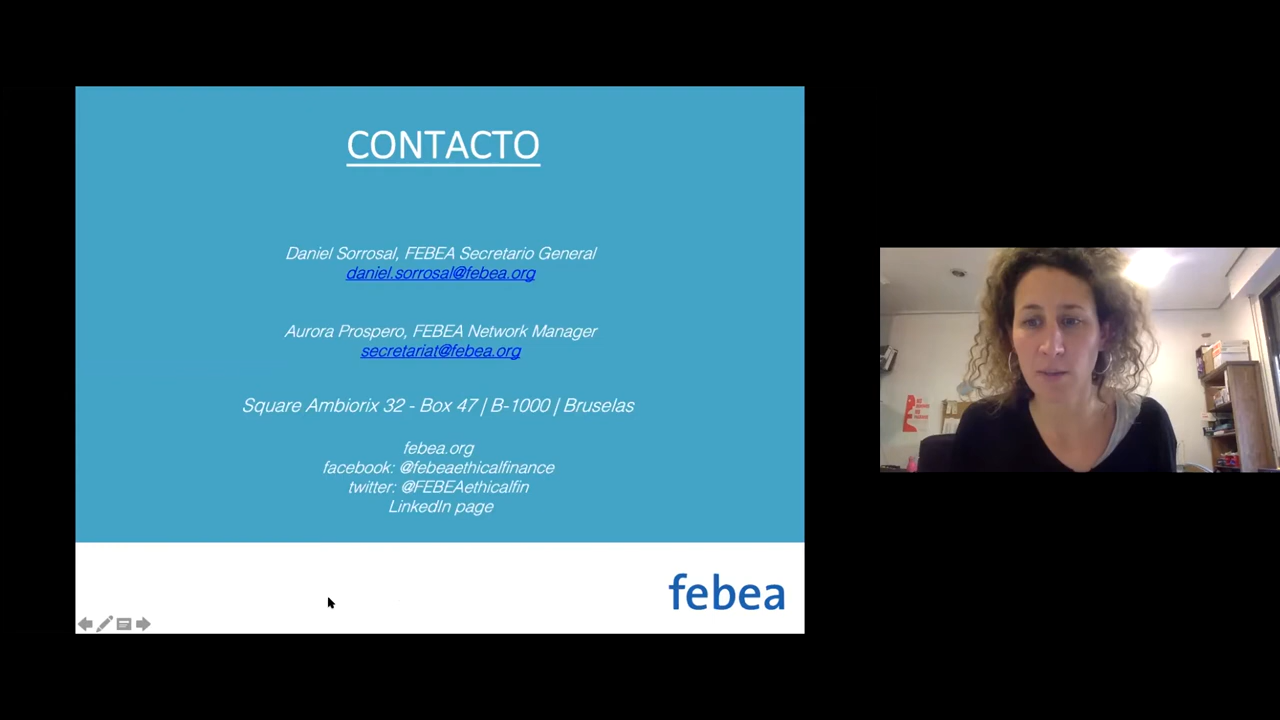 CONTACTO
Daniel Sorrosal, FEBEA Secretario General
daniel.sorrosal@febea.org
Aurora Prospero, FEBEA Network Manager
secretariat@febea.org
Square Ambiorix 32 - Box 47 | B-1000 | Bruselas
febea.org
facebook: @febeaethicalfinance
twitter: @FEBEAethicalfin
LinkedIn page
febea